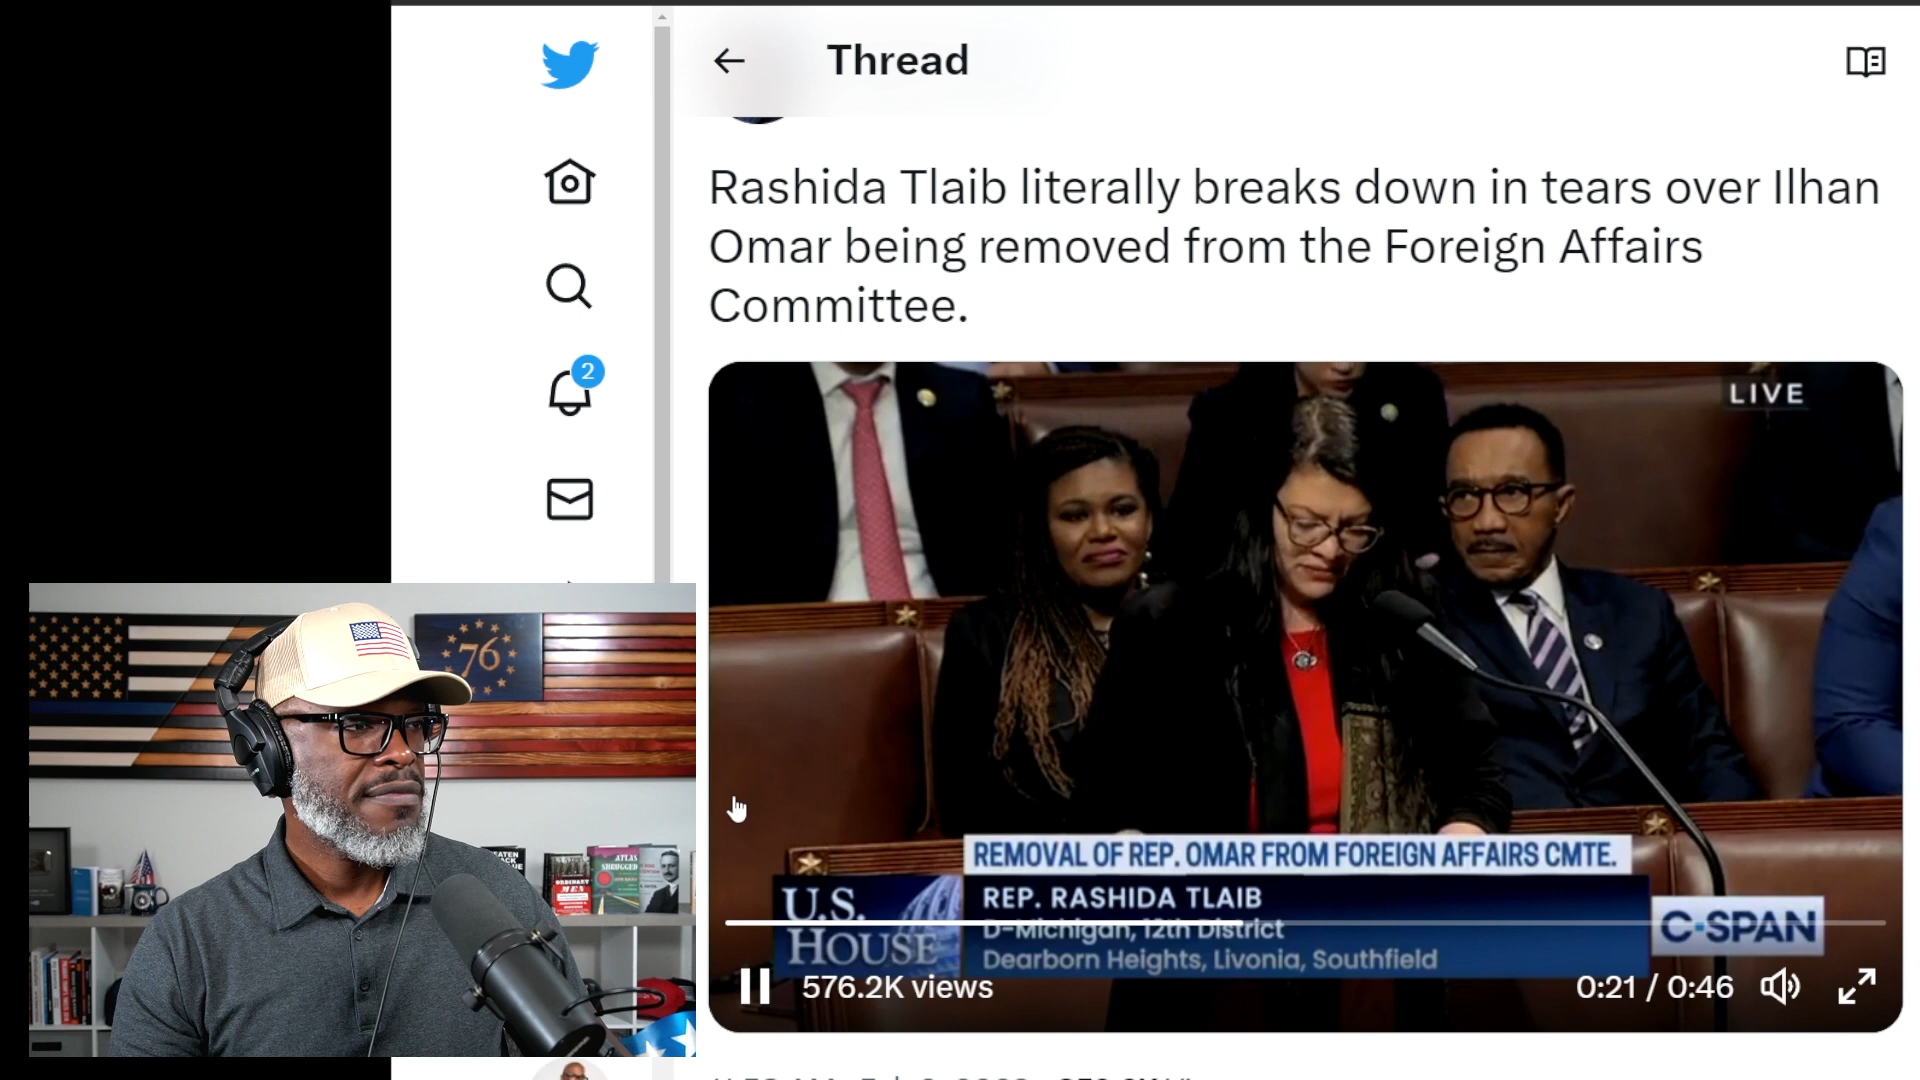 Thread
2
Rashida Tlaib literally breaks down in tears over Ilhan
Omar being removed from the Foreign Affairs
Committee.
LIVE
REMOVAL OF REP. OMAR FROM FOREIGN AFFAIRS CMTE.
U.S.
HOUSE
REP. RASHIDA TLAIB
D-Michigan, 12th District
Dearborn Heights, Livonia, Southfield
C-SPAN
576.2K views
0:21 / 0:46
76
ATLAS
SHRUGGED
ORDINARY
MEN